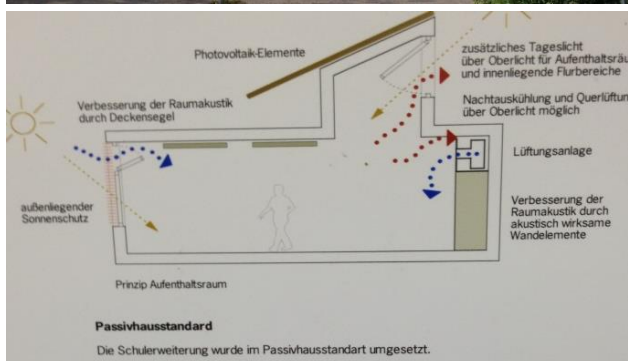 Photovoltaik-Elemente
zusätzliches Tageslicht
über Oberlicht für Aufenthaltsräu
und innenliegende Flurbereiche
Verbesserung der Raumakustik
durch Deckensegel
Nachtauskühlung und Querlüftun
über Oberlicht möglich
Lüftungsanlage
außenliegender
Sonnenschutz
Verbesserung der
Raumakustik durch
akustisch wirksame
Wandelemente
Prinzip Aufenthaltsraum
Passivhausstandard
Die Schulerweiterung wurde im Passivhausstandart umgesetzt.